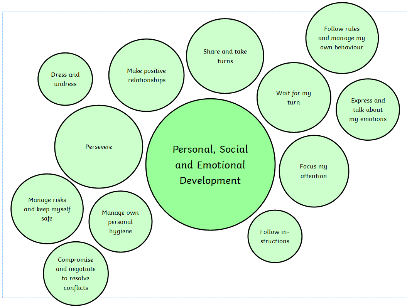 Follow rules
and manage my
own behaviour
Share and take
turns
Make positive
relationships
Dress and
undress
Wait for my
turn
Express and
talk about
my emotions
Persevere
Personal, Social
and Emotional
Development
Focus my
attention
Manage risks
and keep myself
safe
Manage own
personal
hygiene
Follow in-
structions
Compromise
and negotiate
to resolve
conflicts